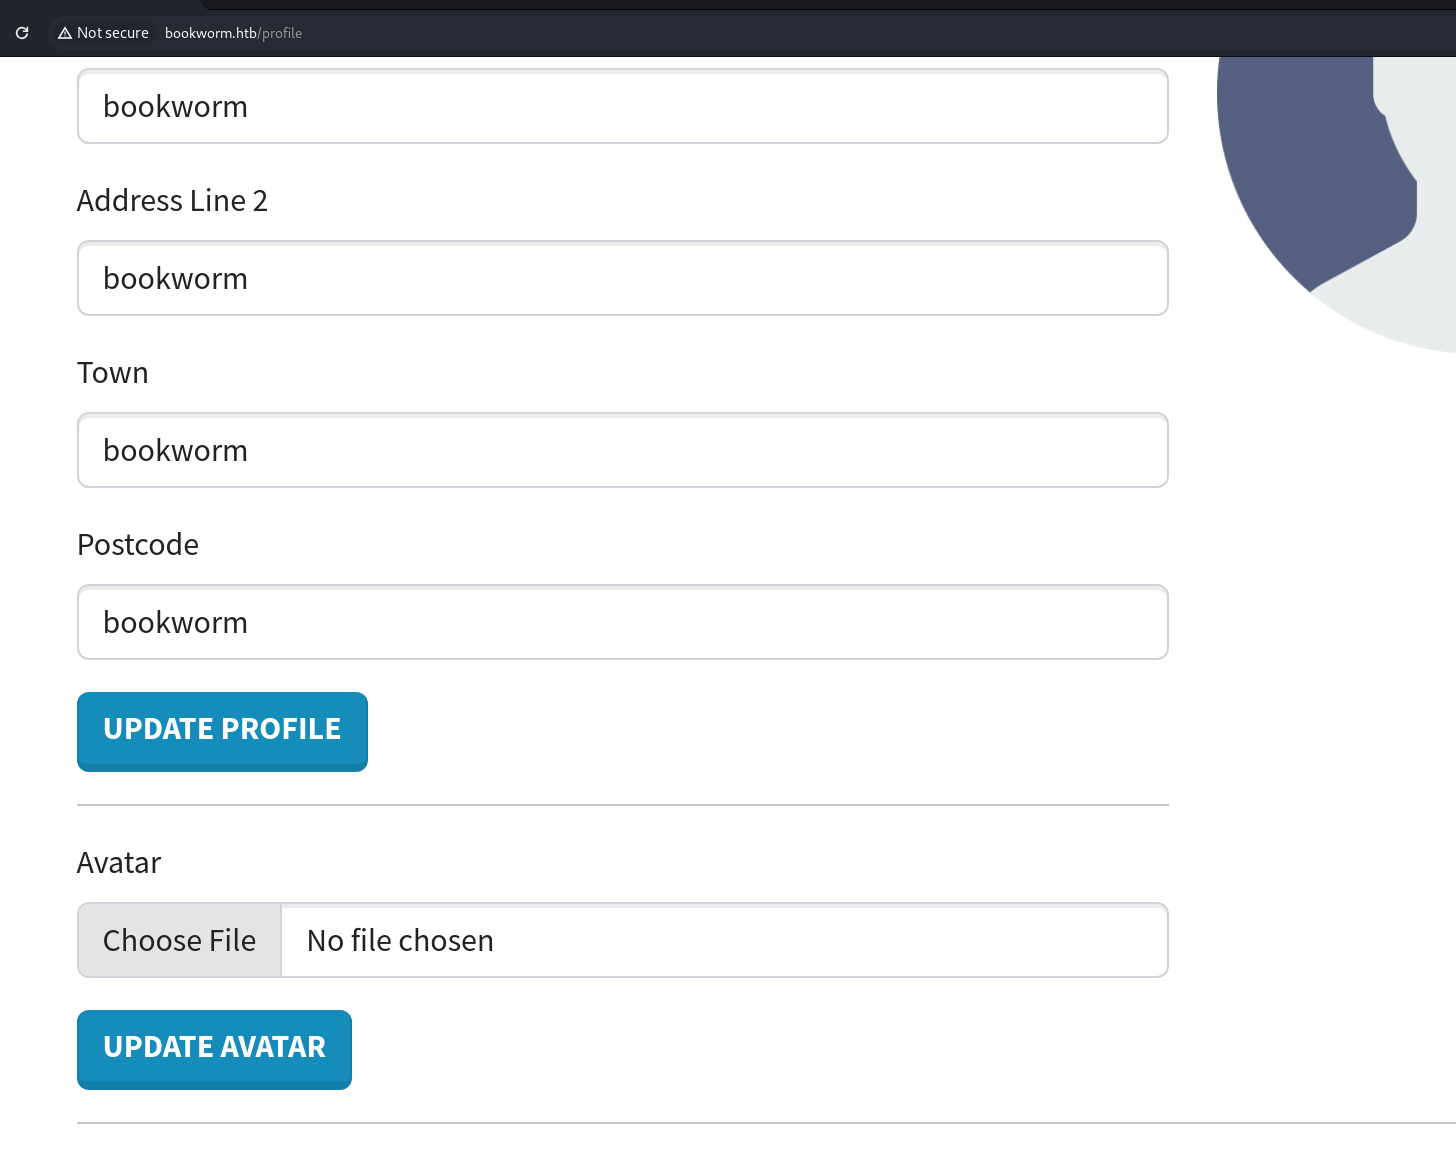 Not secure bookworm.htb/profile
bookworm
Address Line 2
bookworm
Town
bookworm
Postcode
bookworm
UPDATE PROFILE
Avatar
Choose File No file chosen
UPDATE AVATAR